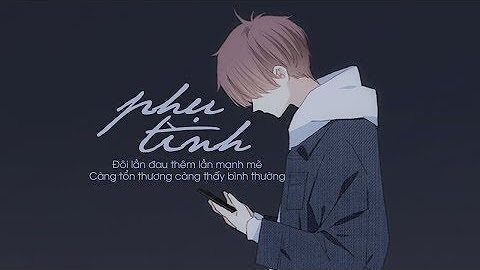 phụ
tình
Đôi lần đau thêm lần mạnh mẽ
Càng tổn thương càng thấy bình thường